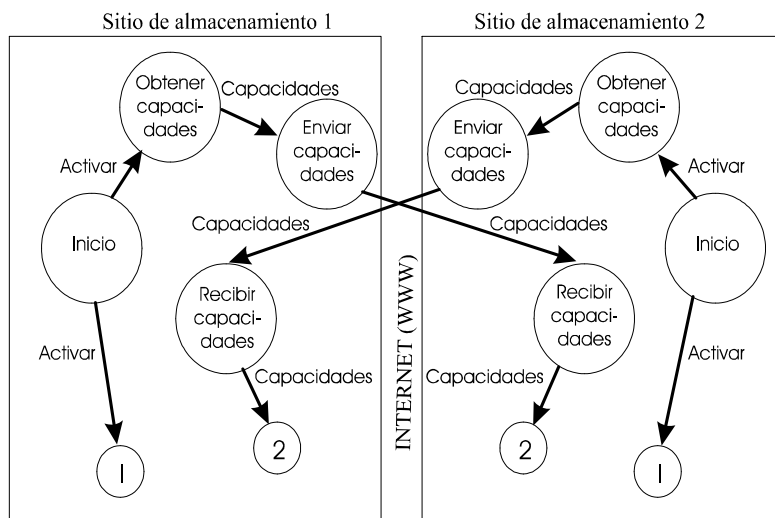 Sitio de almacenamiento 1
Sitio de almacenamiento 2
Obtener
capaci-
dades
Capacidades
Enviar
capaci-
dades
Activar
Inicio
Capacidades
Recibir
capaci-
dades
Activar
Capacidades
1
2
INTERNET (WWW)
Capacidades
Obtener
capaci-
dades
Enviar
capaci-
dades
Activar
Inicio
Capacidades
Recibir
capaci-
dades
Activar
Capacidades
2
1